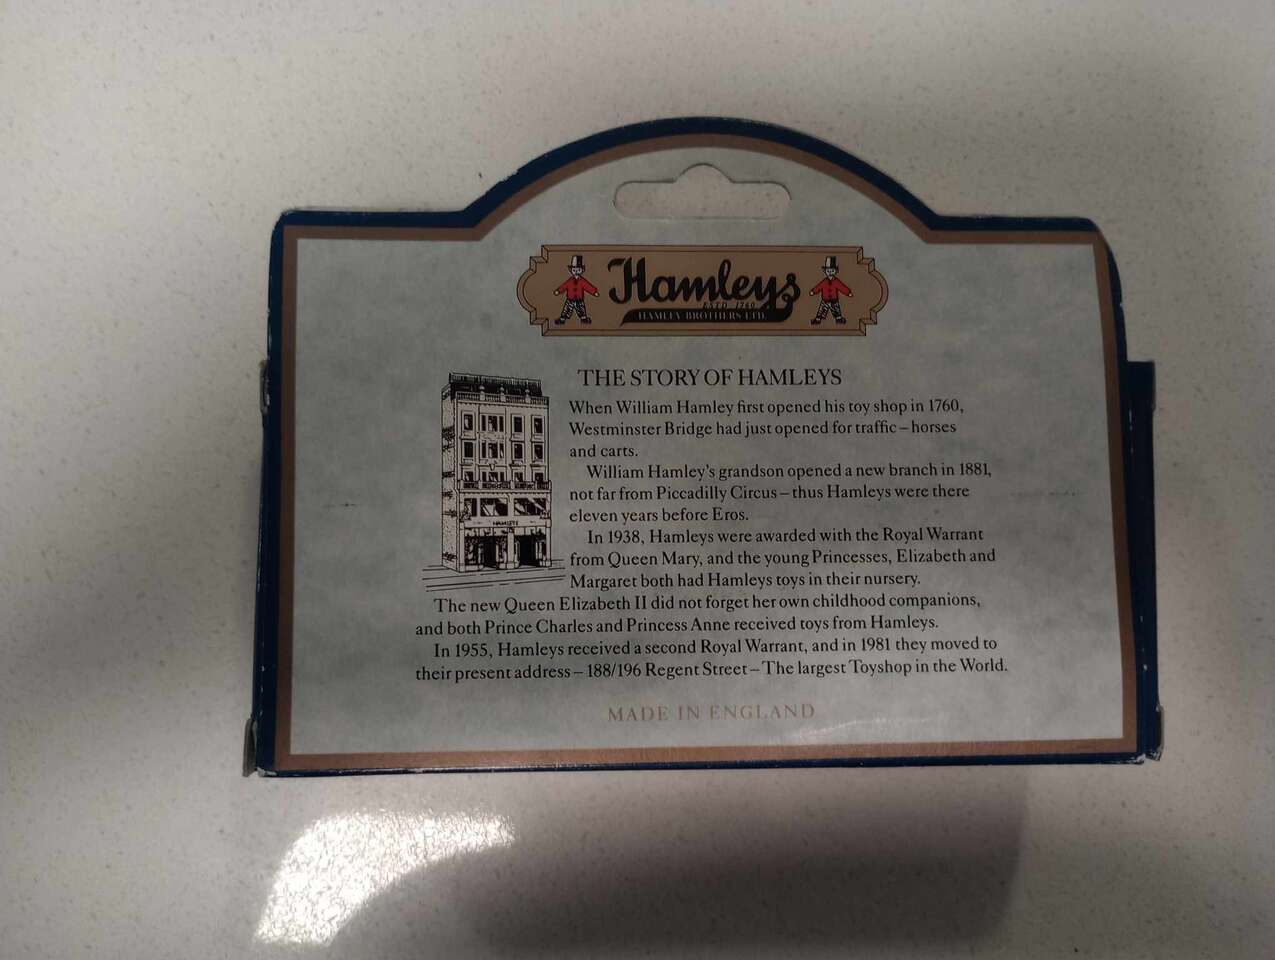 Hamleys
ESTD 1760
HAMLEY BROTHERS LTD.
THE STORY OF HAMLEYS
When William Hamley first opened his toy shop in 1760,
Westminster Bridge had just opened for traffic – horses
and carts.
William Hamley's grandson opened a new branch in 1881,
not far from Piccadilly Circus – thus Hamleys were there
eleven years before Eros.
In 1938, Hamleys were awarded with the Royal Warrant
from Queen Mary, and the young Princesses, Elizabeth and
Margaret both had Hamleys toys in their nursery.
The new Queen Elizabeth II did not forget her own childhood companions,
and both Prince Charles and Princess Anne received toys from Hamleys.
In 1955, Hamleys received a second Royal Warrant, and in 1981 they moved to
their present address – 188/196 Regent Street – The largest Toyshop in the World.
HAMLEYS
MADE IN ENGLAND